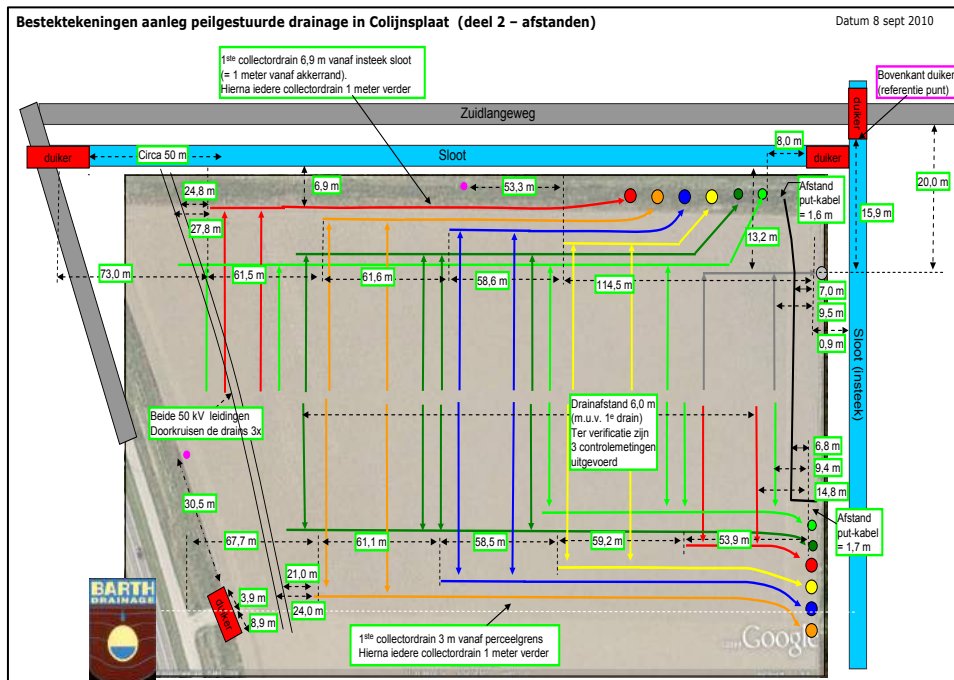 Bestektekeningen aanleg peilgestuurde drainage in Colijnsplaat (deel 2 – afstanden)
Datum 8 sept 2010
1ste collectordrain 6,9 m vanaf insteek sloot
(= 1 meter vanaf akkerrand).
Hierna iedere collectordrain 1 meter verder
Bovenkant duiker
(referentie punt)
duiker
Zuidlangeweg
duiker
Circa 50 m
Sloot
8,0 m
duiker
24,8 m
6,9 m
53,3 m
Afstand
put-kabel
= 1,6 m
20,0 m
15,9 m
27,8 m
13,2 m
73,0 m
61,5 m
61,6 m
58,6 m
114,5 m
7,0 m
9,5 m
0,9 m
Sloot (insteek)
Beide 50 kV leidingen
Doorkruisen de drains 3x
Drainafstand 6,0 m
(m.u.v. 1e drain)
Ter verificatie zijn
3 controlemetingen
uitgevoerd
6,8 m
9,4 m
14,8 m
30,5 m
Afstand
put-kabel
= 1,7 m
67,7 m
61,1 m
58,5 m
59,2 m
53,9 m
21,0 m
24,0 m
BARTH
DRAINAGE
3,9 m
duiker
8,9 m
1ste collectordrain 3 m vanaf perceelgrens
Hierna iedere collectordrain 1 meter verder
Google